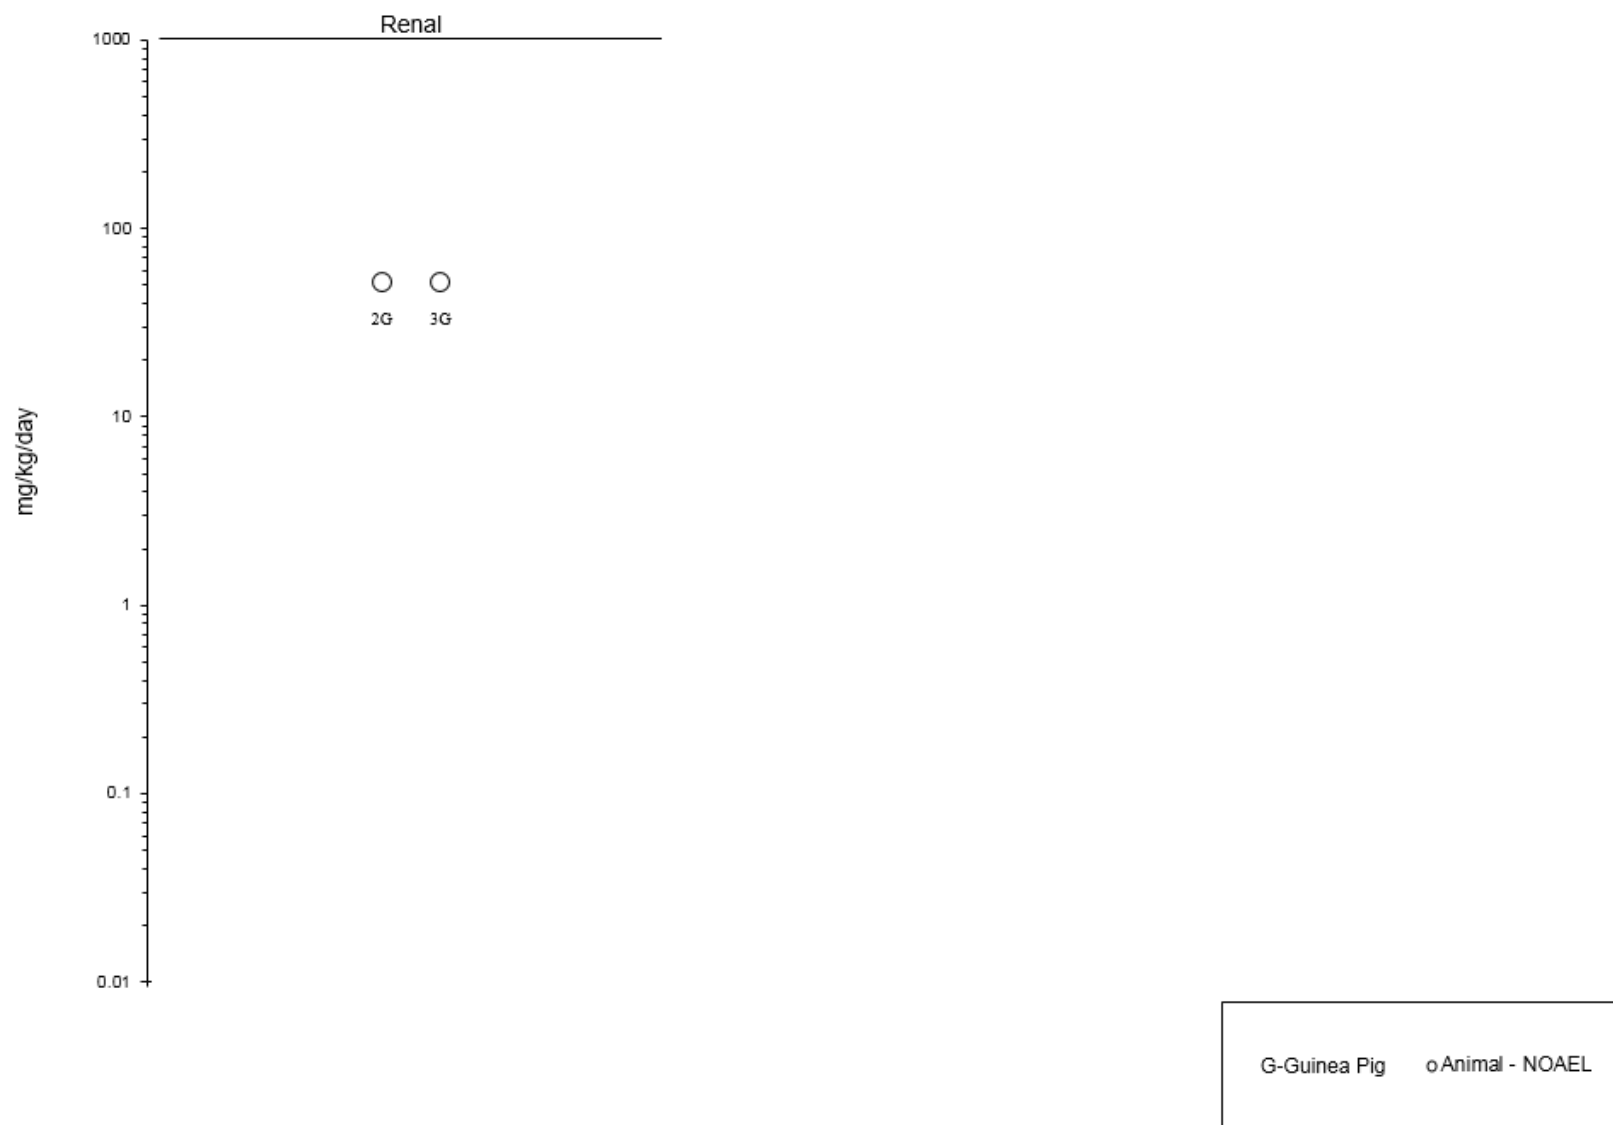 Renal
1000
100
2G 3G
10
mg/kg/day
1
0.1
0.01
G-Guinea Pig o Animal - NOAEL